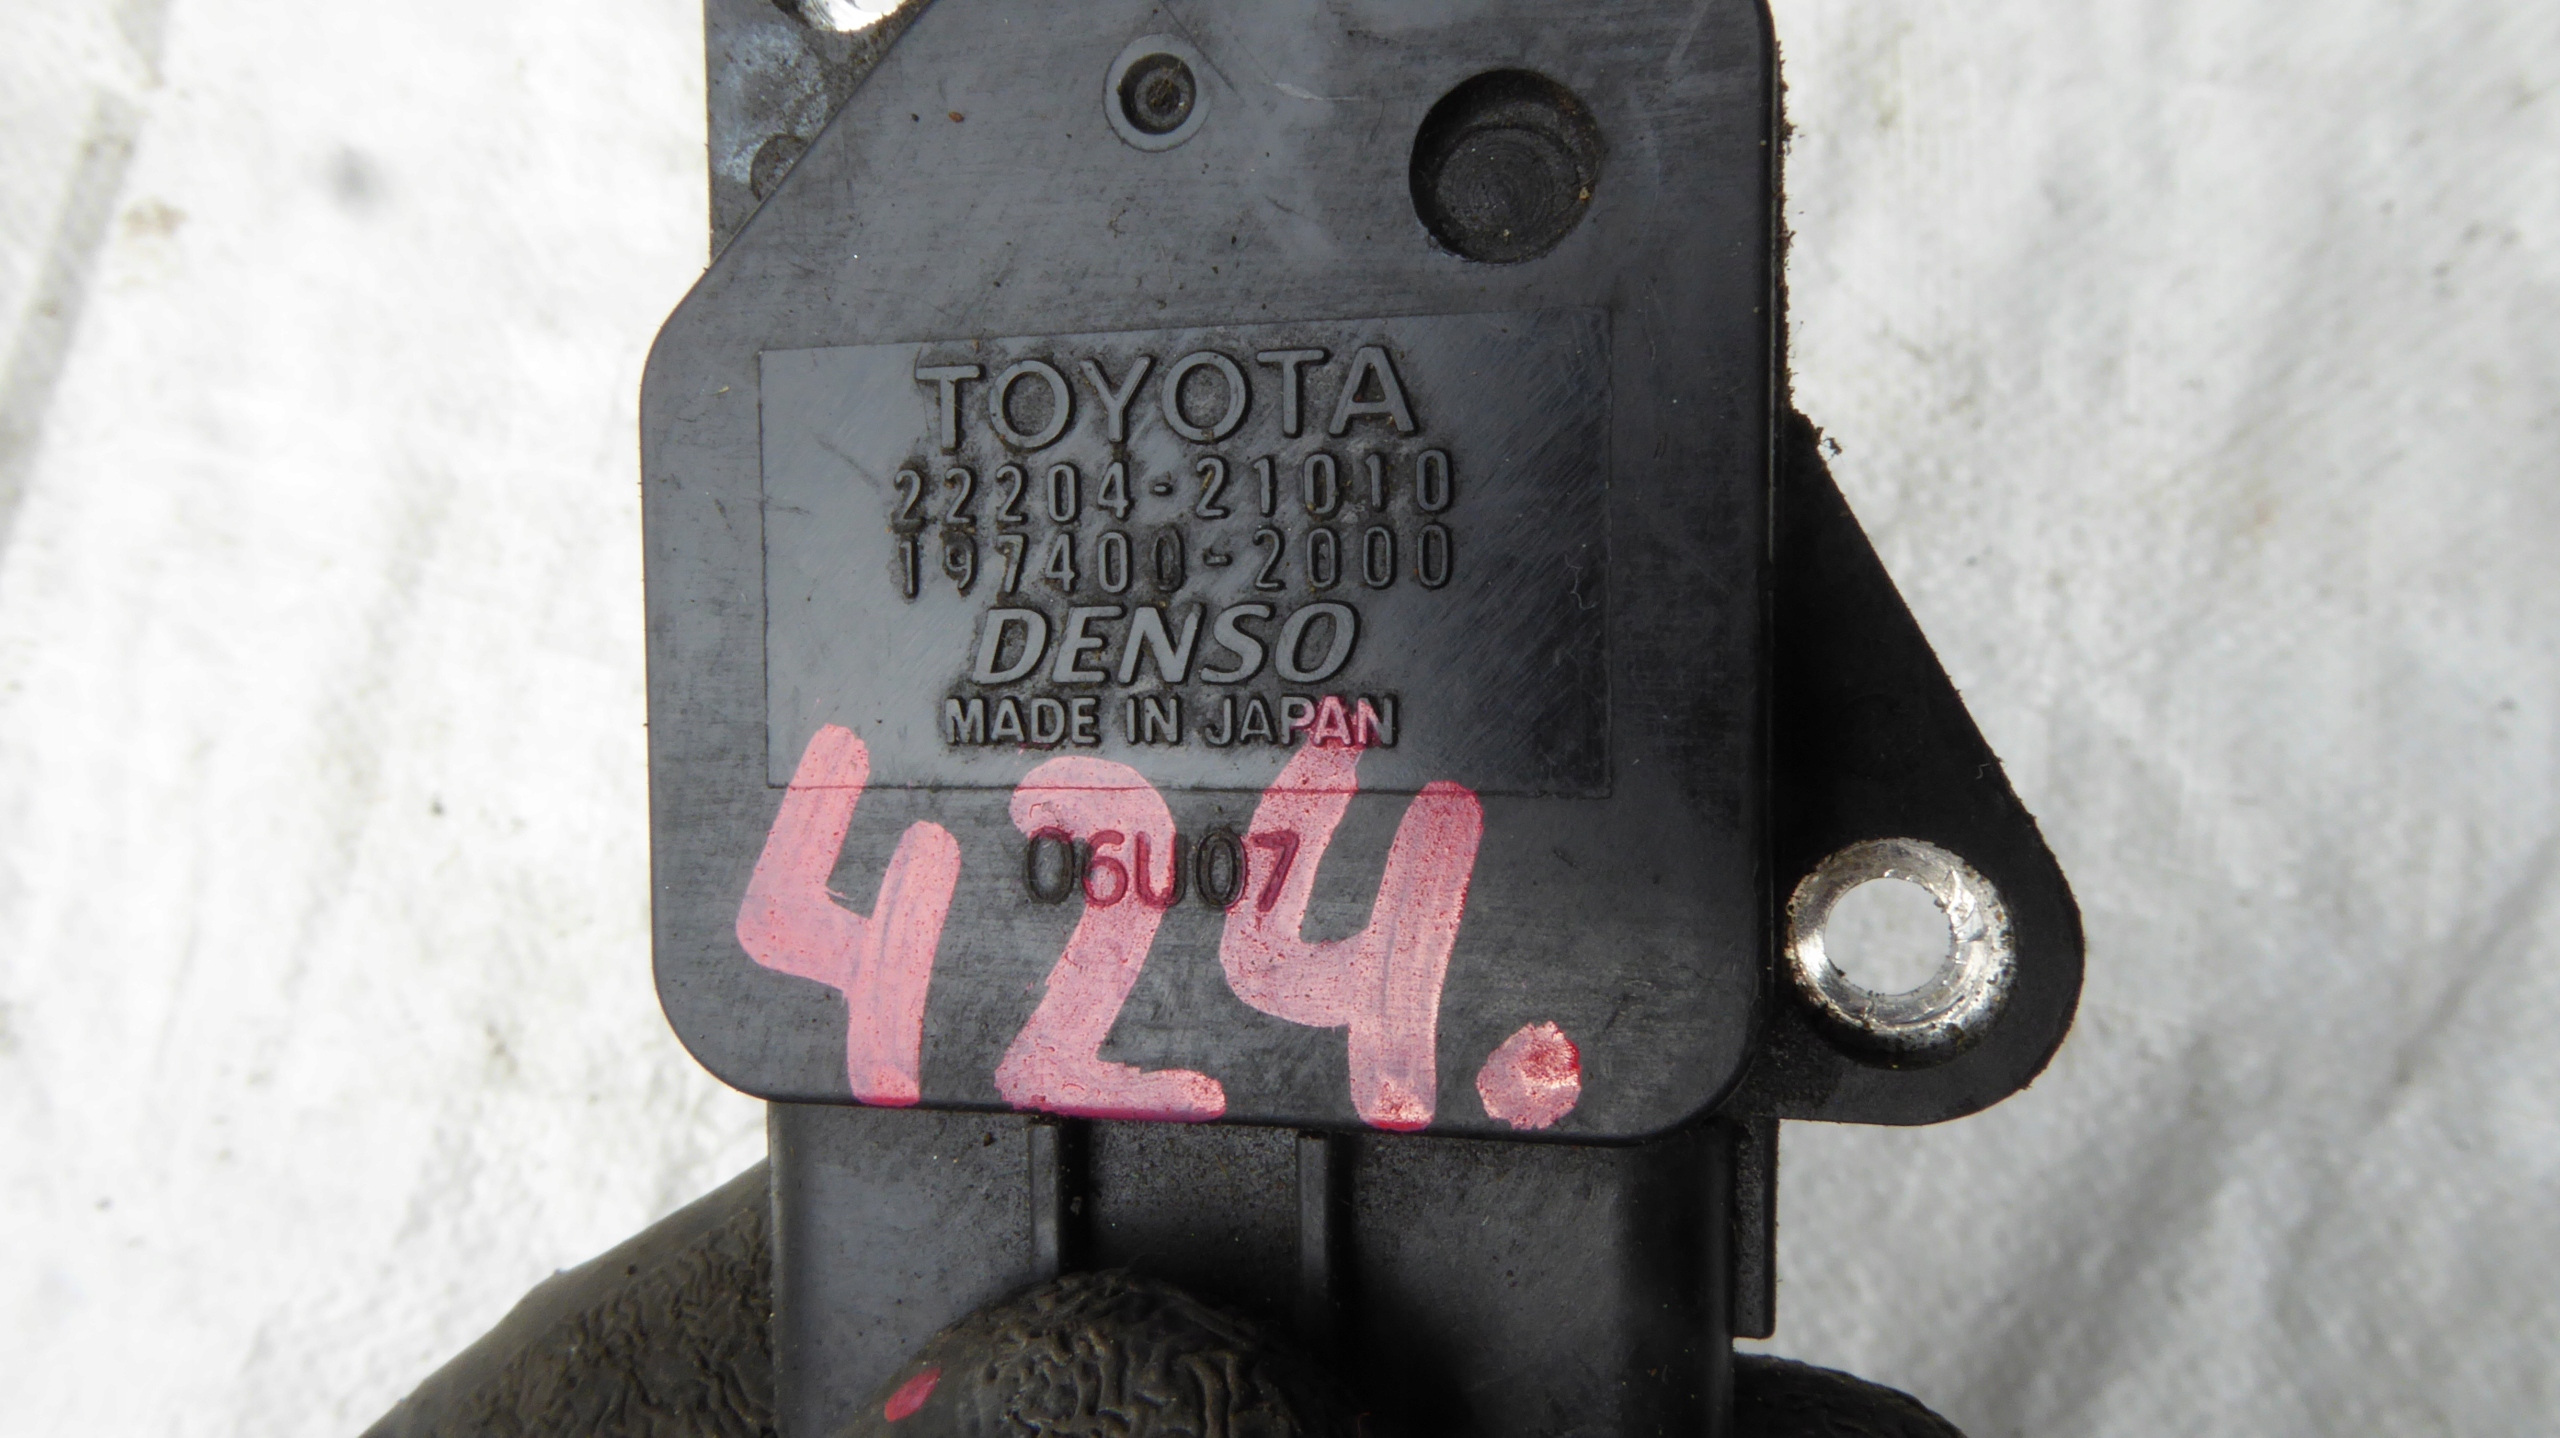 TOYOTA
22204-21010
197400-2000
DENSO
MADE IN JAPAN
06U07
424.